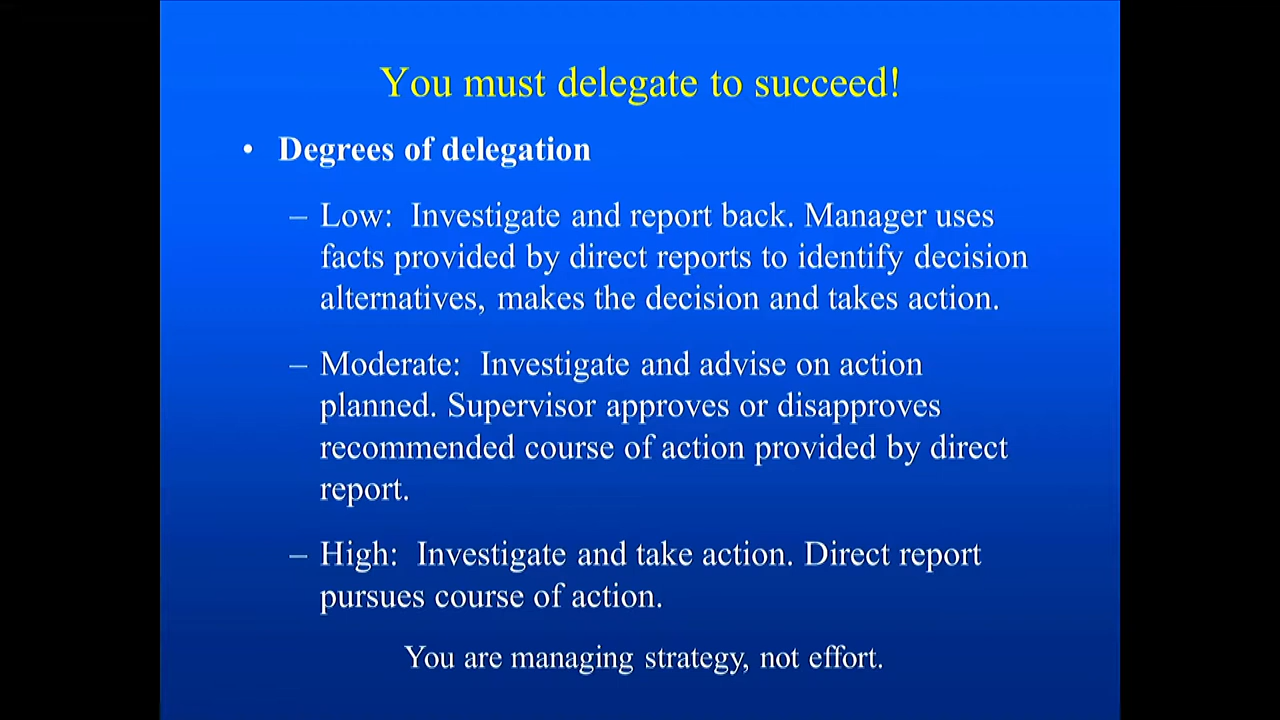 You must delegate to succeed!
• Degrees of delegation
– Low: Investigate and report back. Manager uses
facts provided by direct reports to identify decision
alternatives, makes the decision and takes action.
– Moderate: Investigate and advise on action
planned. Supervisor approves or disapproves
recommended course of action provided by direct
report.
– High: Investigate and take action. Direct report
pursues course of action.
You are managing strategy, not effort.